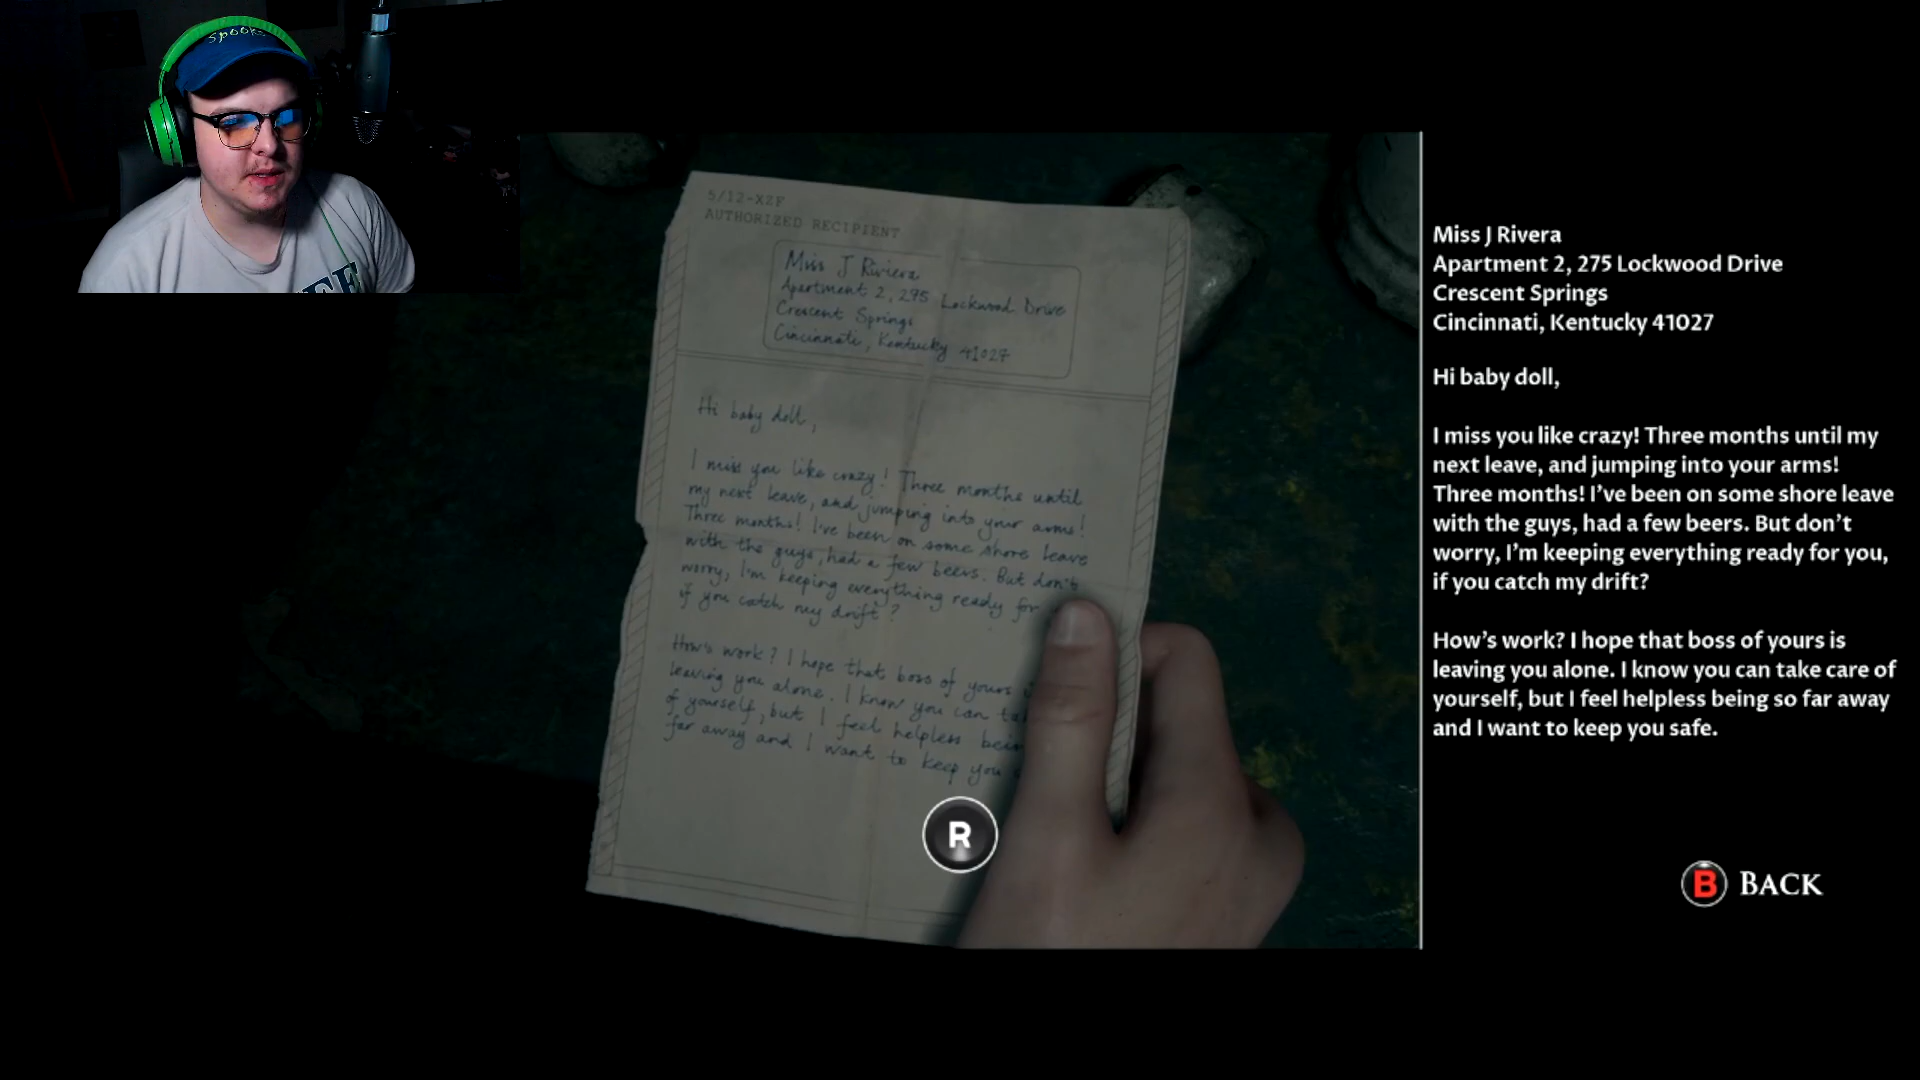 spooky
5/12-XZF
AUTHORIZED RECIPIENT
Miss J Riviera
Apartment 2, 295 Lockwood Drive
Crescent Springs
Cincinnati, Kentucky 41027
Hi baby doll,
I miss you like crazy! Three months until
my next leave, and jumping into your arms!
Three months! I've been on some shore leave
with the guys, had a few beers. But don't
worry, I'm keeping everything ready for
if you catch my drift?
How's work? I hope that boss of yours
leaving you alone. I know you can
of yourself, but I feel helpless
far away and I want to keep you
R
Miss J Rivera
Apartment 2, 275 Lockwood Drive
Crescent Springs
Cincinnati, Kentucky 41027
Hi baby doll,
I miss you like crazy! Three months until my
next leave, and jumping into your arms!
Three months! I've been on some shore leave
with the guys, had a few beers. But don't
worry, I'm keeping everything ready for you,
if you catch my drift?
How's work? I hope that boss of yours is
leaving you alone. I know you can take care of
yourself, but I feel helpless being so far away
and I want to keep you safe.
B BACK